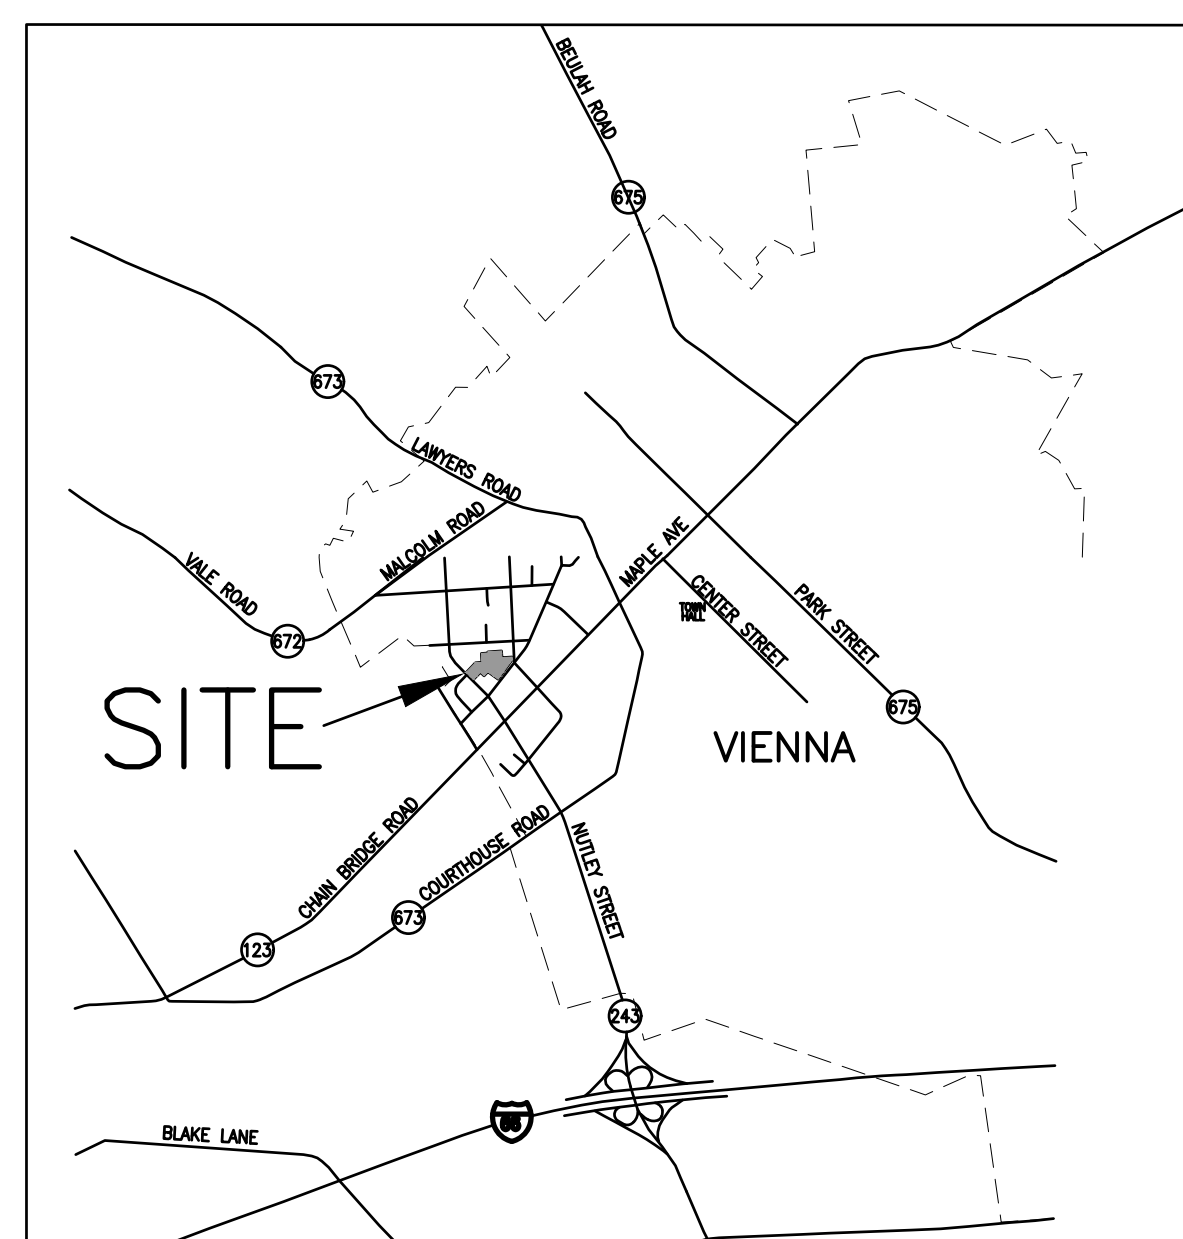 BEULAH ROAD
675
673
LAWYERS ROAD
MALCOLM ROAD
VALE ROAD
672
MAPLE AVE
CENTER STREET
TOWN
HALL
PARK STREET
675
SITE
VIENNA
CHAIN BRIDGE ROAD
COURTHOUSE ROAD
NUTLEY STREET
673
123
243
66
BLAKE LANE